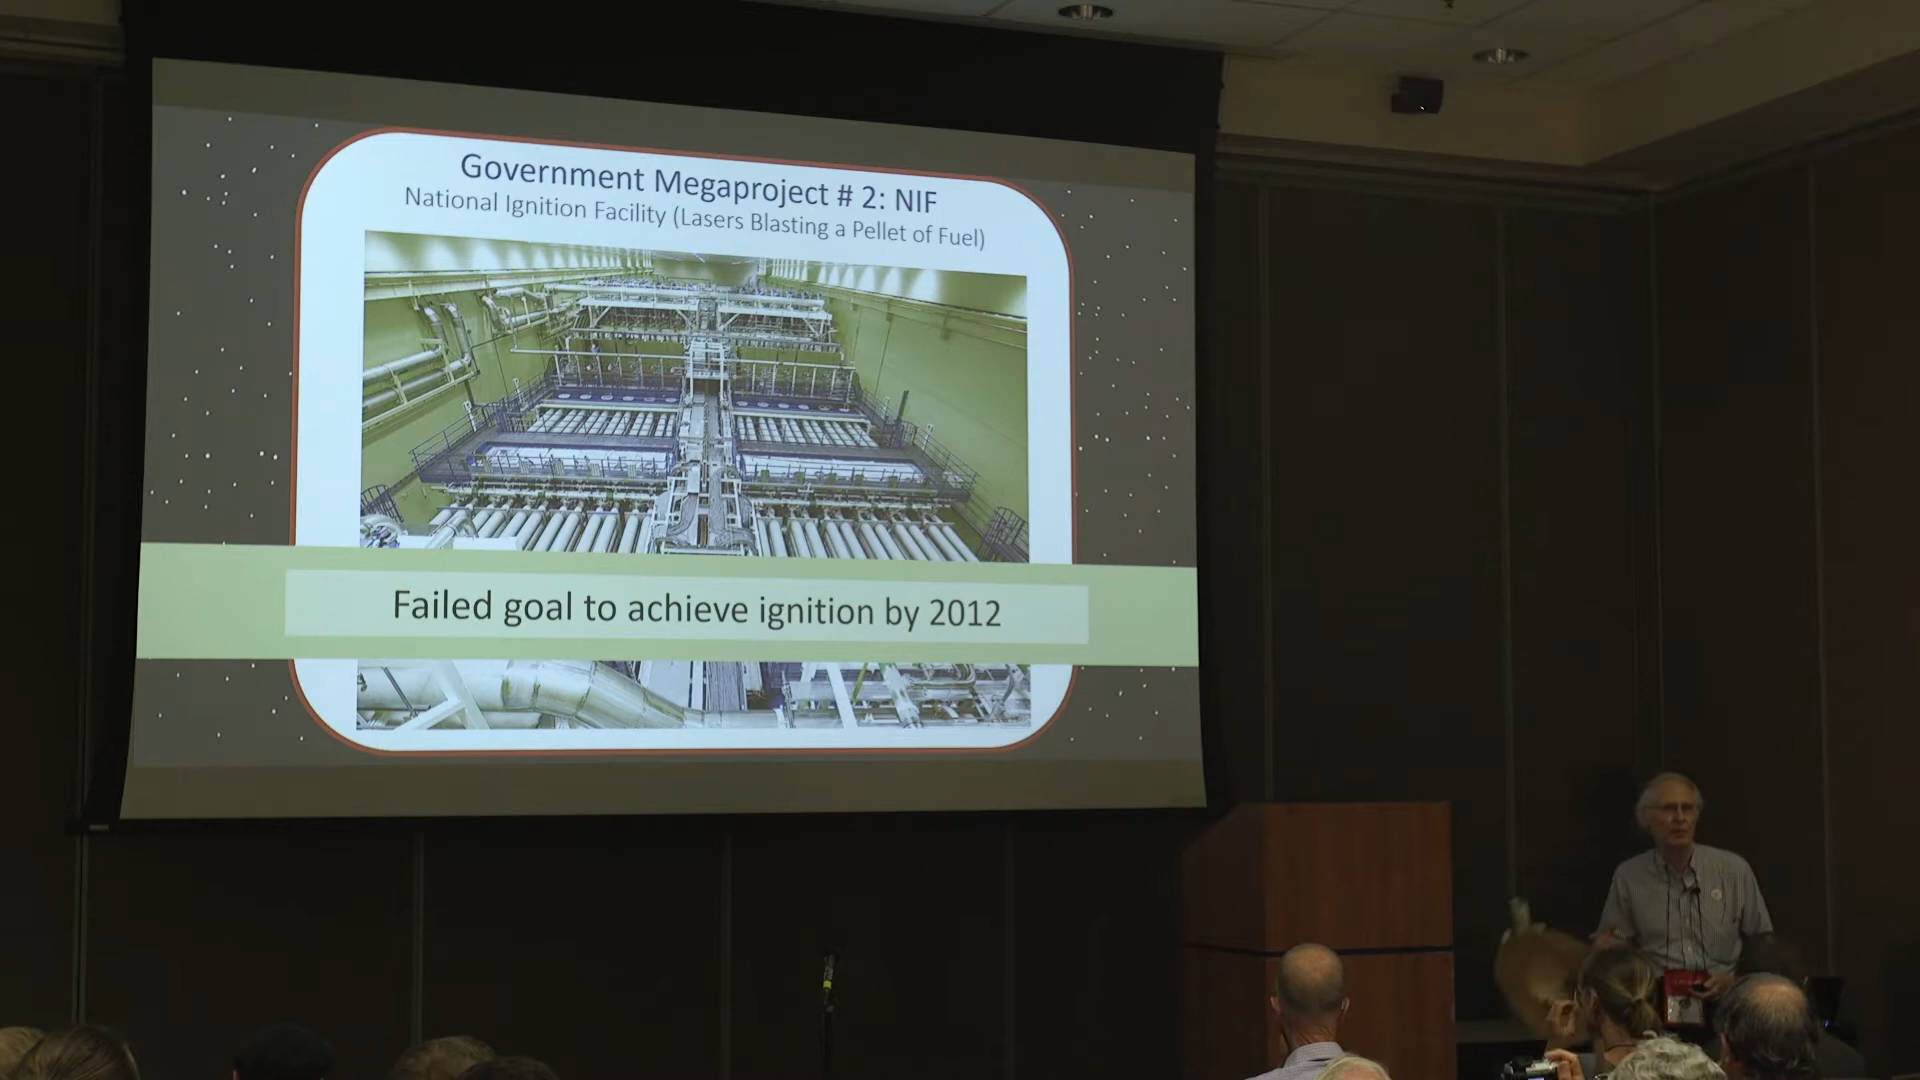 Government Megaproject # 2: NIF
National Ignition Facility (Lasers Blasting a Pellet of Fuel)
Failed goal to achieve ignition by 2012